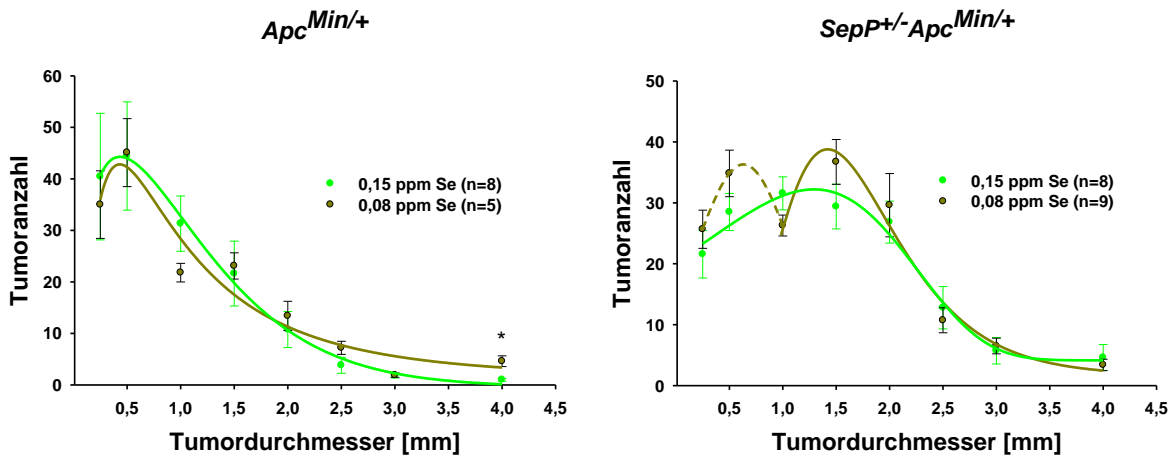 Apc^Min/+
60
50
40
30
20
10
0
Tumoranzahl
0,15 ppm Se (n=8)
0,08 ppm Se (n=5)
*
0,5 1,0 1,5 2,0 2,5 3,0 4,0 4,5
Tumordurchmesser [mm]
SepP^+/-Apc^Min/+
50
40
30
20
10
0
Tumoranzahl
0,15 ppm Se (n=8)
0,08 ppm Se (n=9)
0,5 1,0 1,5 2,0 2,5 3,0 4,0 4,5
Tumordurchmesser [mm]